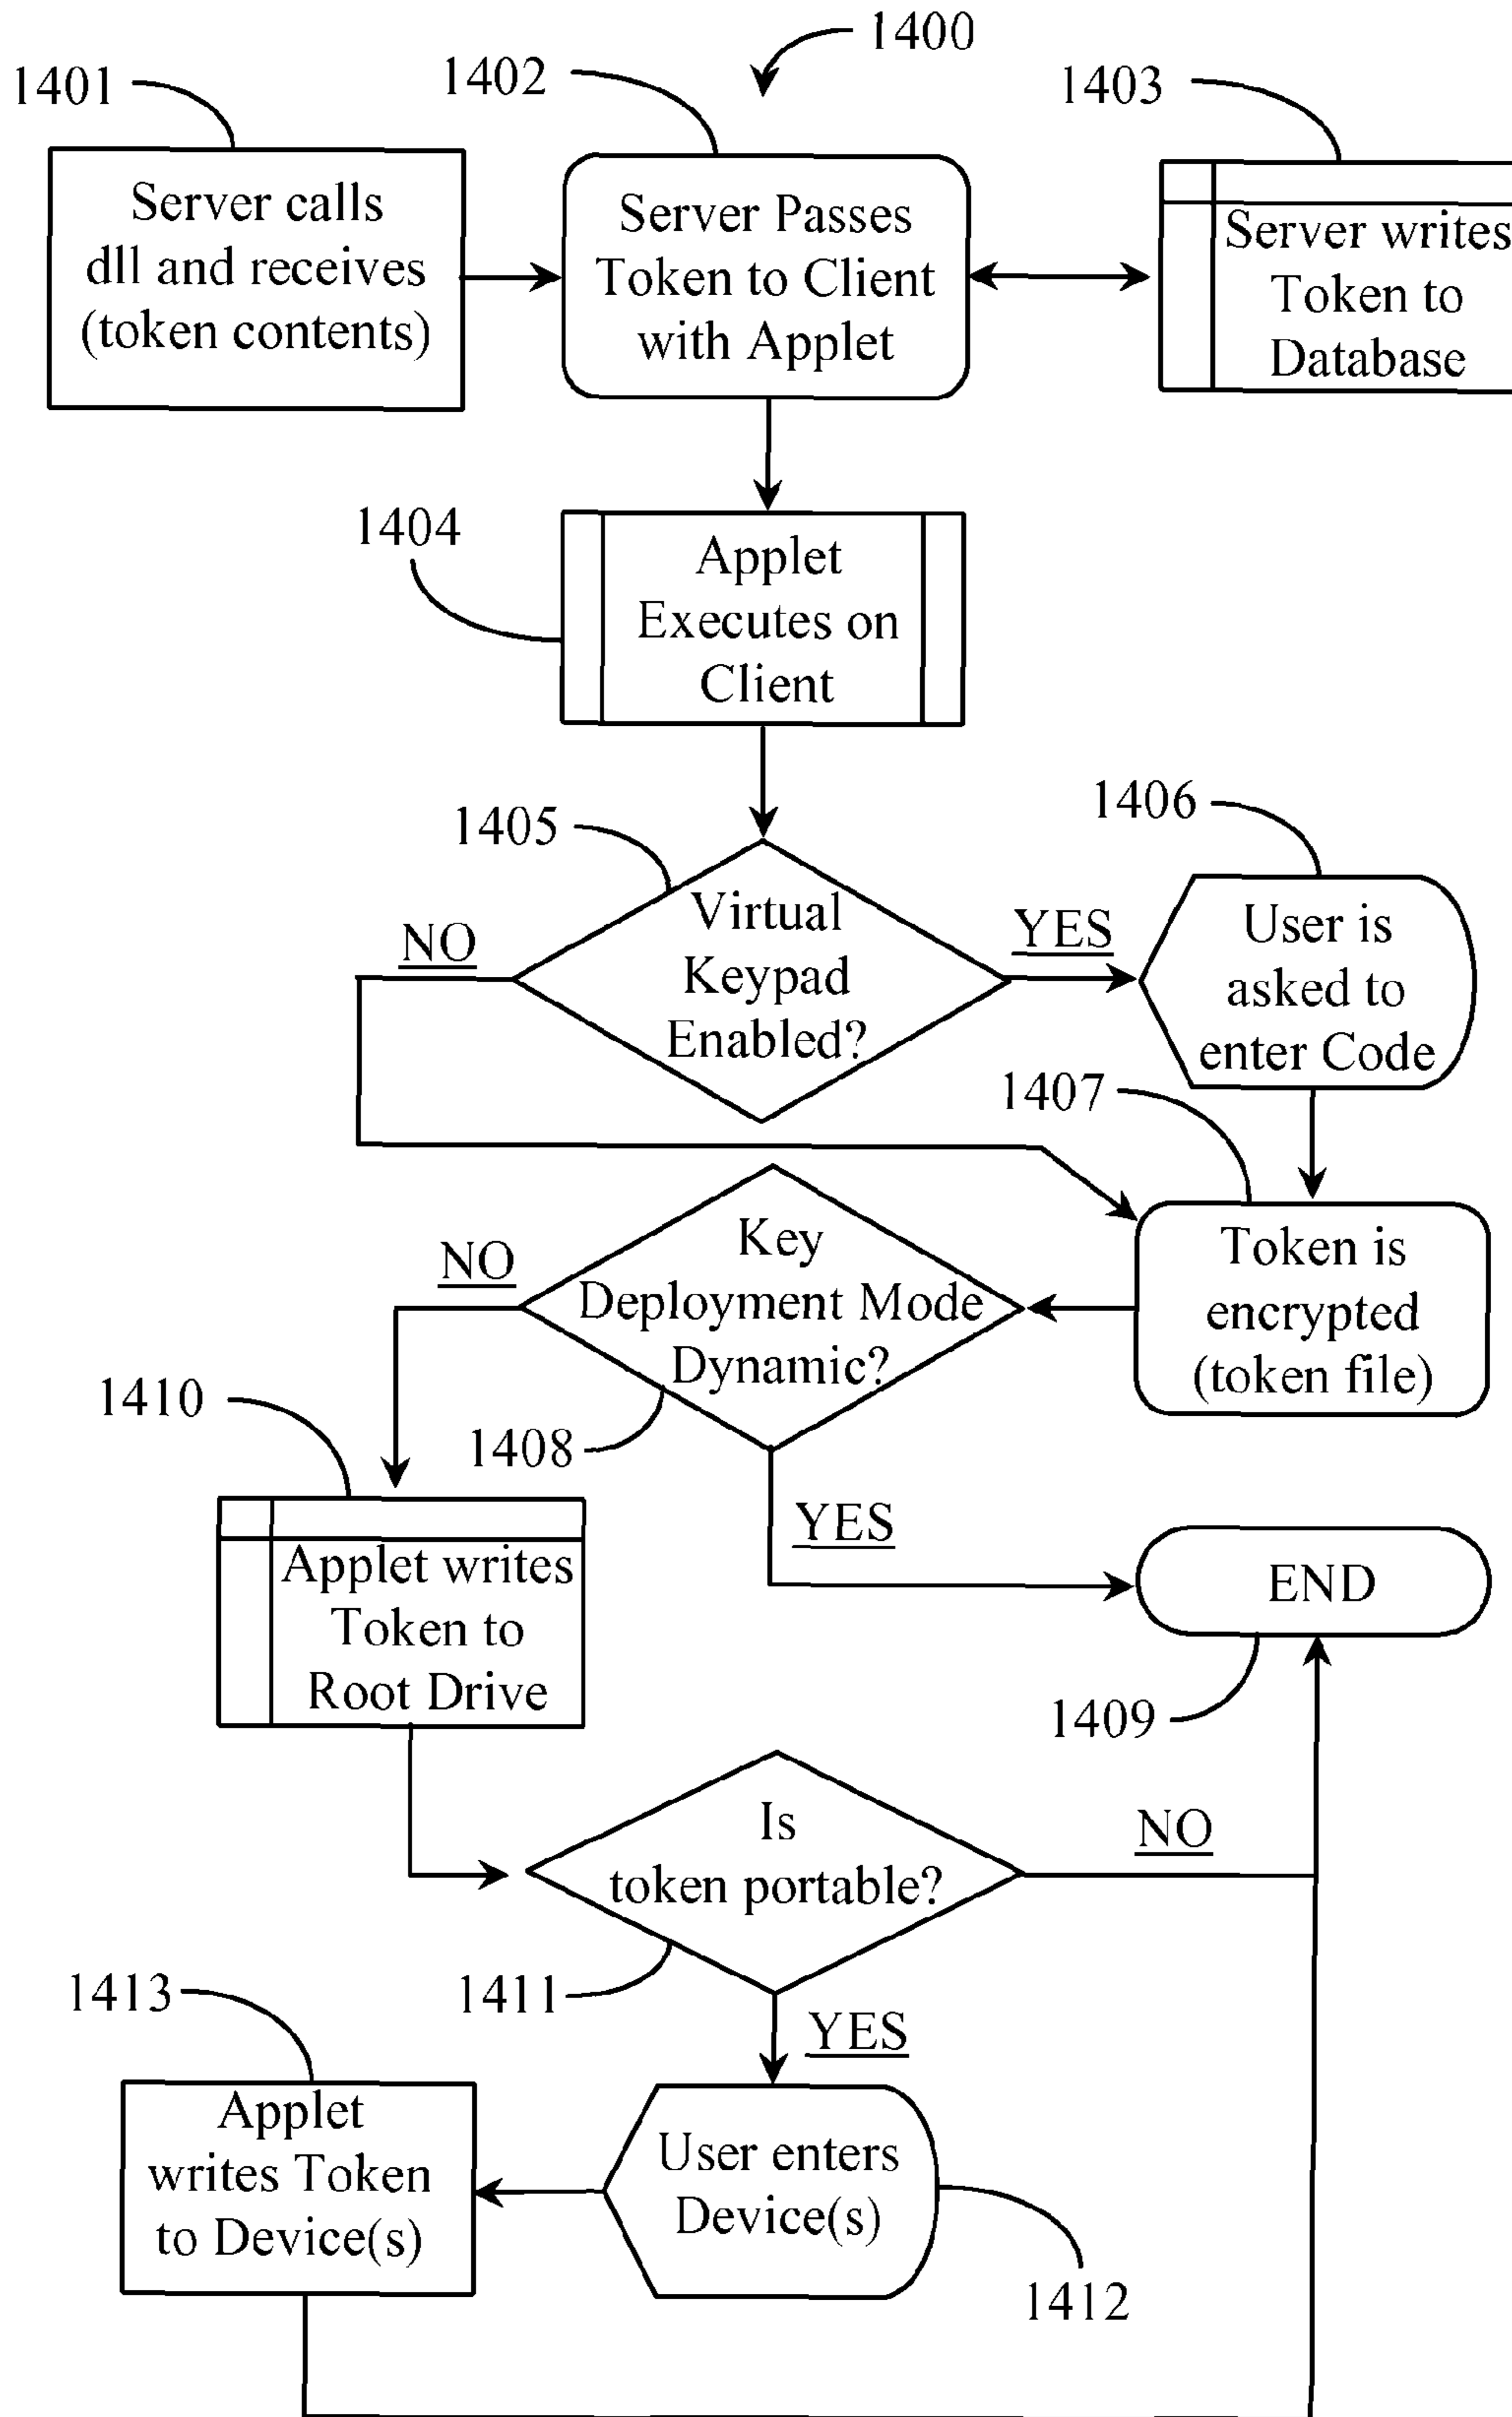 1400
1401
1402
1403
Server calls
dll and receives
(token contents)
Server Passes
Token to Client
with Applet
Server writes
Token to
Database
1404
Applet
Executes on
Client
1405
1406
Virtual
Keypad
Enabled?
NO
YES
User is
asked to
enter Code
1407
Token is
encrypted
(token file)
Key
Deployment Mode
Dynamic?
NO
1408
YES
1410
Applet writes
Token to
Root Drive
END
1409
Is
token portable?
NO
1411
YES
1413
Applet
writes Token
to Device(s)
User enters
Device(s)
1412